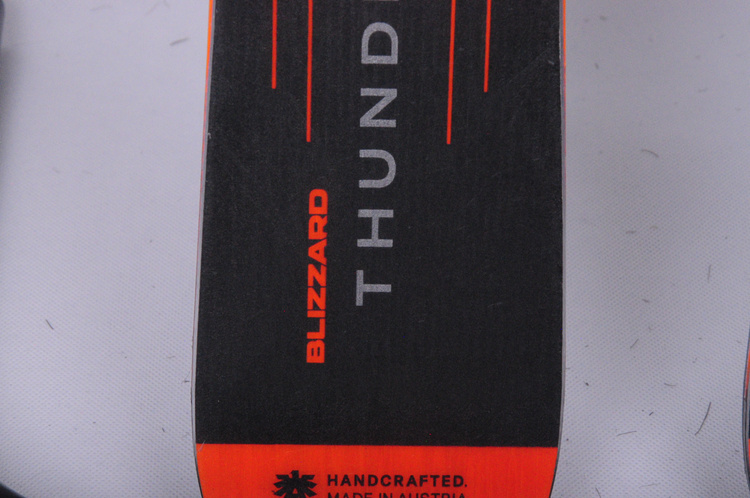 BLIZZARD
THUND
HANDCRAFTED.
MADE IN AUSTRIA